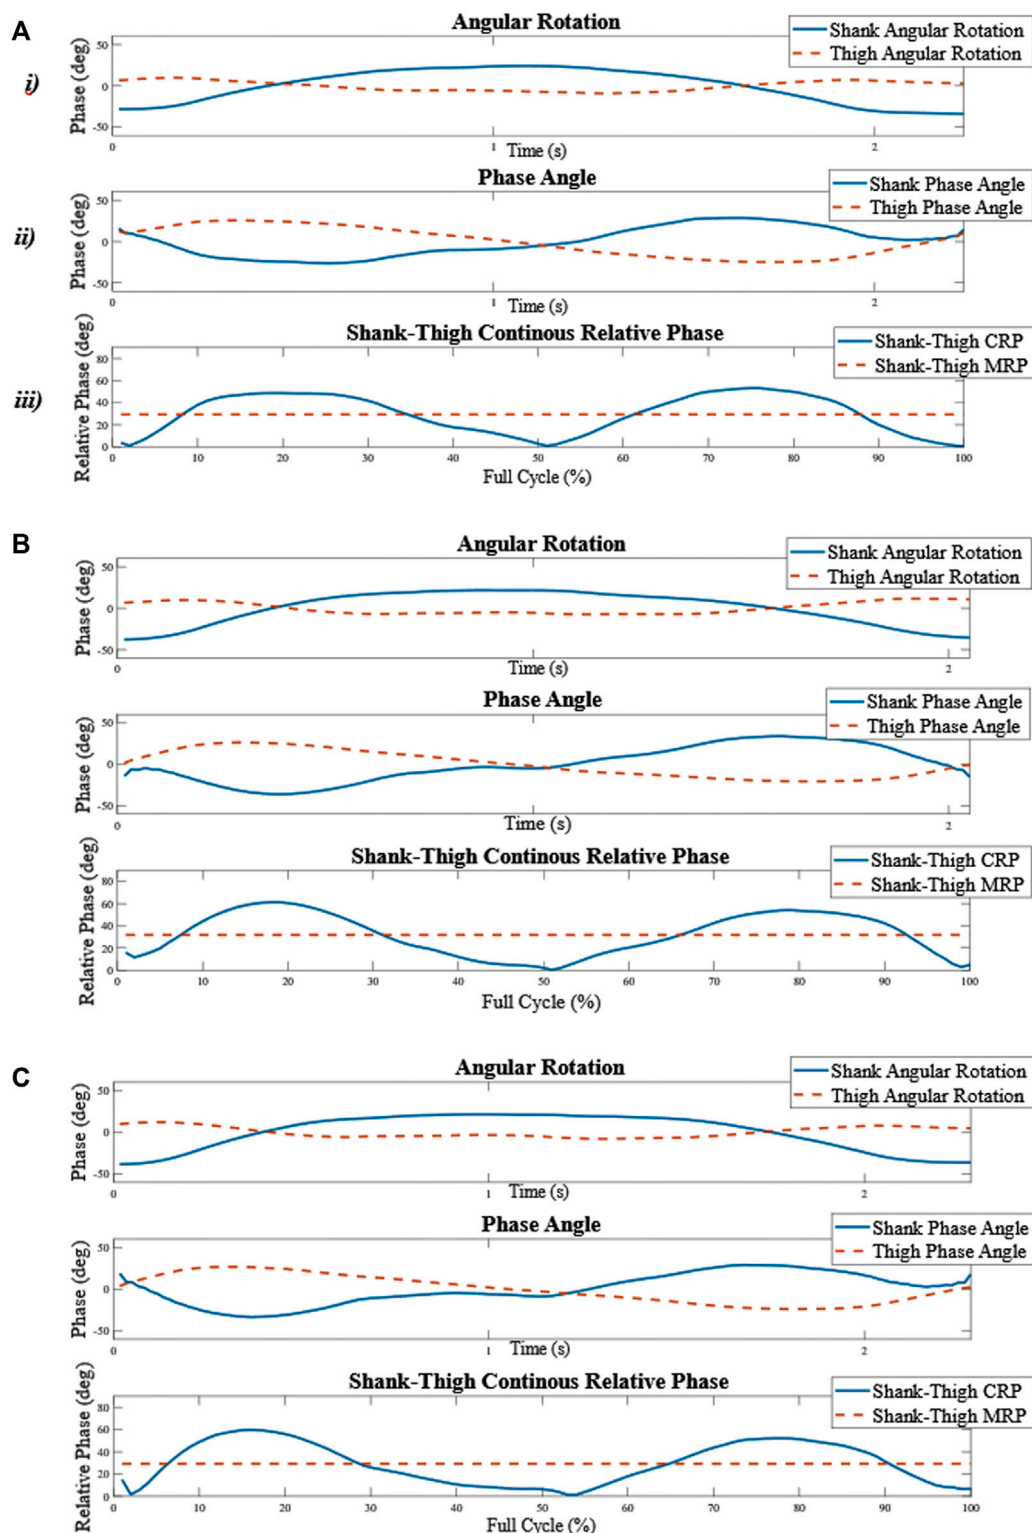 A
i)
Angular Rotation
Shank Angular Rotation
Thigh Angular Rotation
Phase (deg)
50
0
-50
0
1
2
Time (s)
ii)
Phase Angle
Shank Phase Angle
Thigh Phase Angle
Phase (deg)
50
0
-50
0
1
2
Time (s)
iii)
Shank-Thigh Continous Relative Phase
Shank-Thigh CRP
Shank-Thigh MRP
Relative Phase (deg)
80
60
40
20
0
0
10
20
30
40
50
60
70
80
90
100
Full Cycle (%)
B
Angular Rotation
Shank Angular Rotation
Thigh Angular Rotation
Phase (deg)
50
0
-50
0
2
Time (s)
Phase Angle
Shank Phase Angle
Thigh Phase Angle
Phase (deg)
50
0
-50
0
2
Time (s)
Shank-Thigh Continous Relative Phase
Shank-Thigh CRP
Shank-Thigh MRP
Relative Phase (deg)
80
60
40
20
0
0
10
20
30
40
50
60
70
80
90
100
Full Cycle (%)
C
Angular Rotation
Shank Angular Rotation
Thigh Angular Rotation
Phase (deg)
50
0
-50
0
1
2
Time (s)
Phase Angle
Shank Phase Angle
Thigh Phase Angle
Phase (deg)
50
0
-50
0
1
2
Time (s)
Shank-Thigh Continous Relative Phase
Shank-Thigh CRP
Shank-Thigh MRP
Relative Phase (deg)
80
60
40
20
0
0
10
20
30
40
50
60
70
80
90
100
Full Cycle (%)